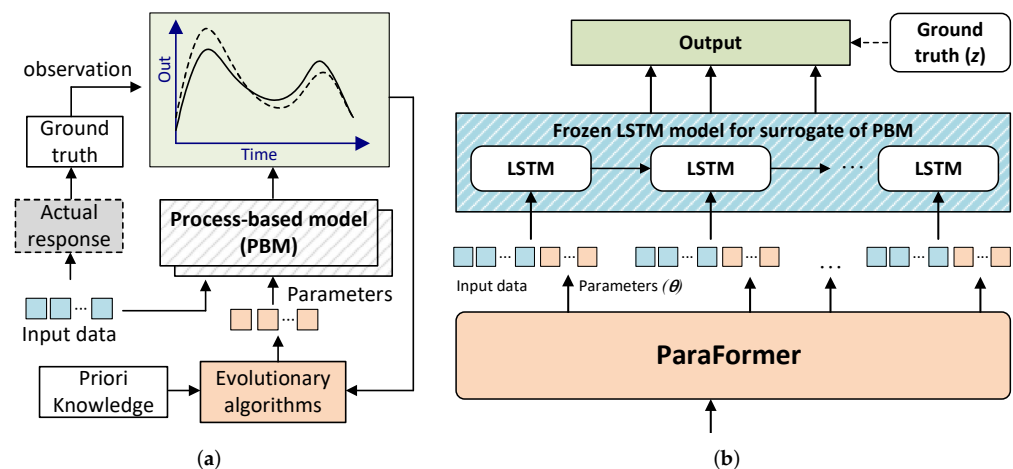 observation
Out
Time
Ground
truth
Actual
response
Process-based model
(PBM)
Parameters
...
Input data
...
Priori
Knowledge
Evolutionary
algorithms
(a)
Output
Ground
truth (z)
Frozen LSTM model for surrogate of PBM
LSTM
LSTM
...
LSTM
... ...
... ...
...
... ...
Input data
Parameters (θ)
ParaFormer
(b)